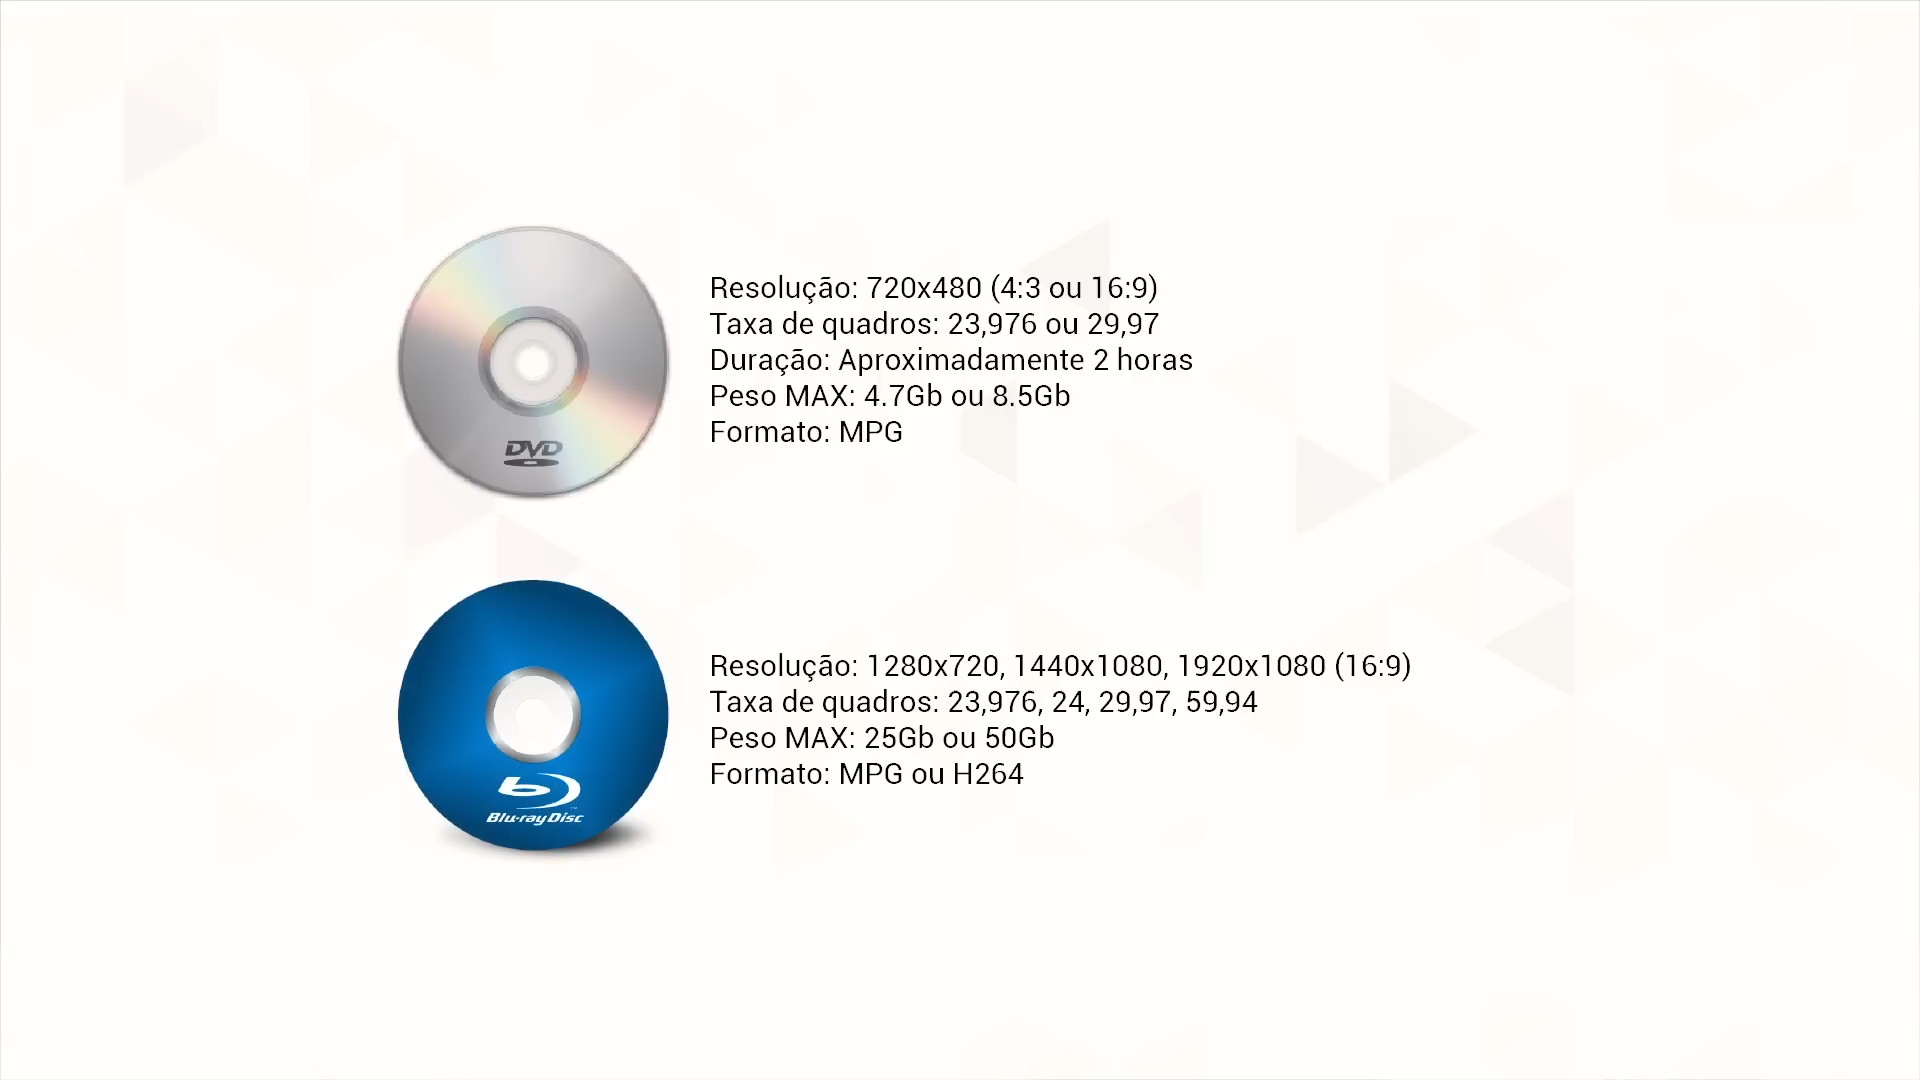 Resolução: 720x480 (4:3 ou 16:9)
Taxa de quadros: 23,976 ou 29,97
Duração: Aproximadamente 2 horas
Peso MAX: 4.7Gb ou 8.5Gb
Formato: MPG
DVD
Resolução: 1280x720, 1440x1080, 1920x1080 (16:9)
Taxa de quadros: 23,976, 24, 29,97, 59,94
Peso MAX: 25Gb ou 50Gb
Formato: MPG ou H264
Blu-ray Disc